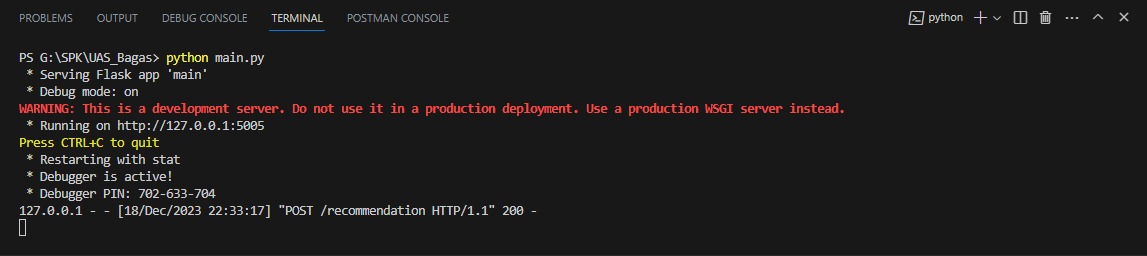 PROBLEMS OUTPUT DEBUG CONSOLE TERMINAL POSTMAN CONSOLE python
PS G:\SPK\UAS_Bagas> python main.py
* Serving Flask app 'main'
* Debug mode: on
WARNING: This is a development server. Do not use it in a production deployment. Use a production WSGI server instead.
* Running on http://127.0.0.1:5005
Press CTRL+C to quit
* Restarting with stat
* Debugger is active!
* Debugger PIN: 702-633-704
127.0.0.1 - - [18/Dec/2023 22:33:17] "POST /recommendation HTTP/1.1" 200 -